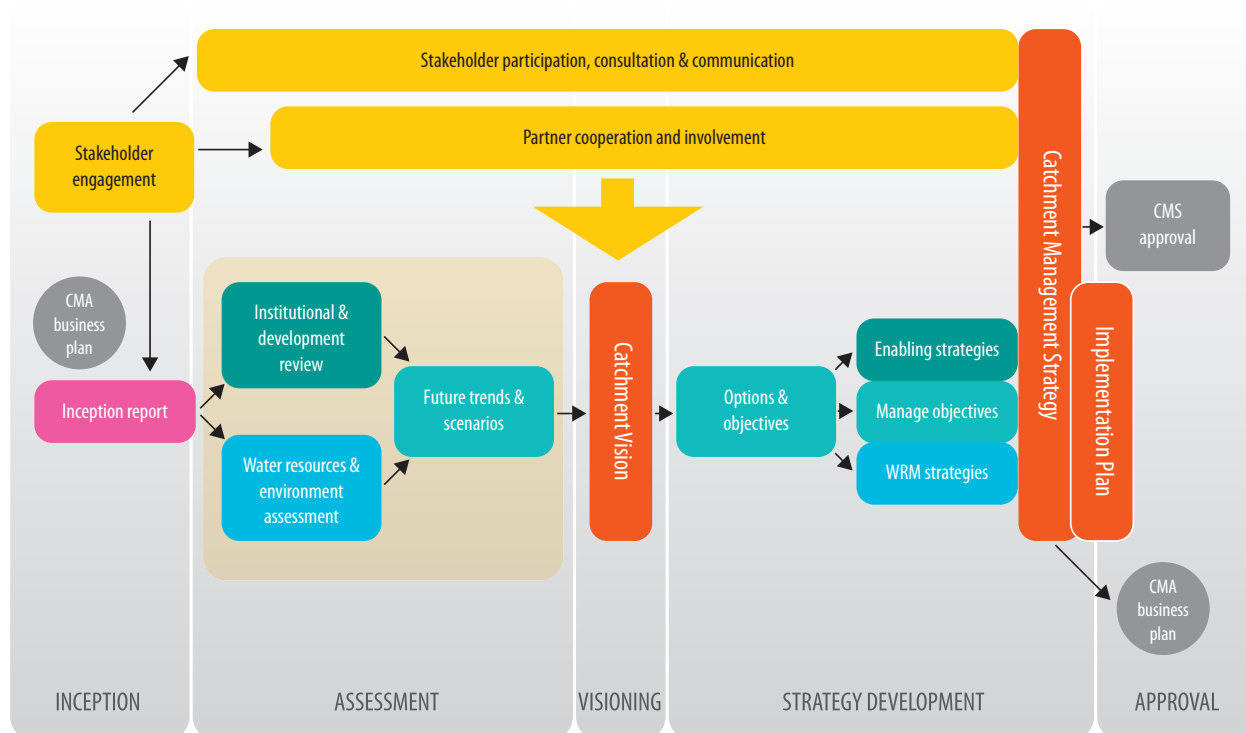 Stakeholder participation, consultation & communication
Partner cooperation and involvement
Stakeholder
engagement
CMA
business
plan
Inception report
Institutional &
development
review
Water resources &
environment
assessment
Future trends &
scenarios
Catchment Vision
Options &
objectives
Enabling strategies
Manage objectives
WRM strategies
Catchment Management Strategy
Implementation Plan
CMS
approval
CMA
business
plan
INCEPTION
ASSESSMENT
VISIONING
STRATEGY DEVELOPMENT
APPROVAL